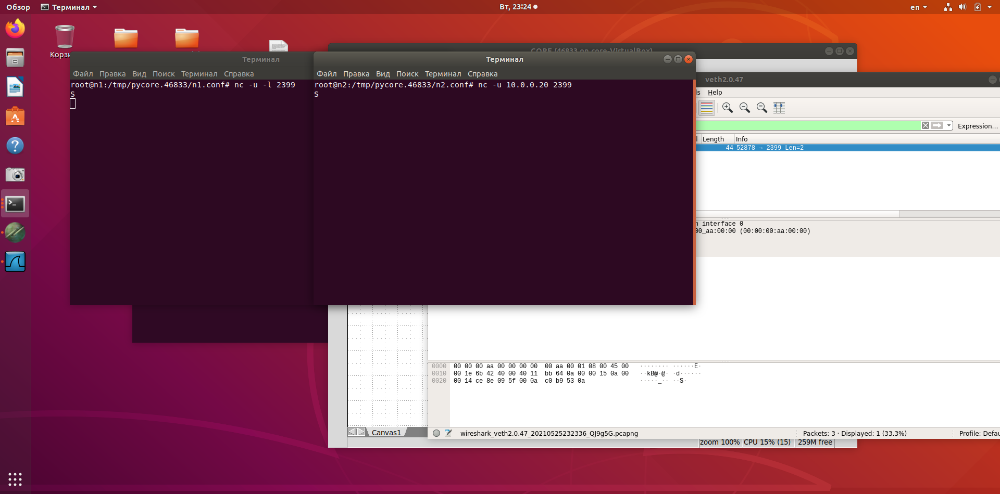 Обзор
Терминал
Вт, 23:24
en
Терминал
Терминал
CORE (46833 on core-VirtualBox)
veth2.0.47
Файл Правка Вид Поиск Терминал Справка
root@n1:/tmp/pycore.46833/n1.conf# nc -u -l 2399
S
Файл Правка Вид Поиск Терминал Справка
root@n2:/tmp/pycore.46833/n2.conf# nc -u 10.0.0.20 2399
S
ls Help
Expression…
l Length Info
44 52878 → 2399 Len=2
n interface 0
00_aa:00:00 (00:00:00:aa:00:00)
0000 00 00 00 aa 00 00 00 00 00 aa 00 01 08 00 45 00 ········ ······E·
0010 00 1e 6b 42 40 00 40 11 bb 64 0a 00 00 15 0a 00 ··kB@·@· ·d······
0020 00 14 ce 8e 09 5f 00 0a c0 b9 53 0a ·····_·· ··S·
Canvas1
wireshark_veth2.0.47_20210525232336_QJ9g5G.pcapng
Packets: 3 · Displayed: 1 (33.3%)
Profile: Defau
zoom 100%
CPU 15% (15)
259M free